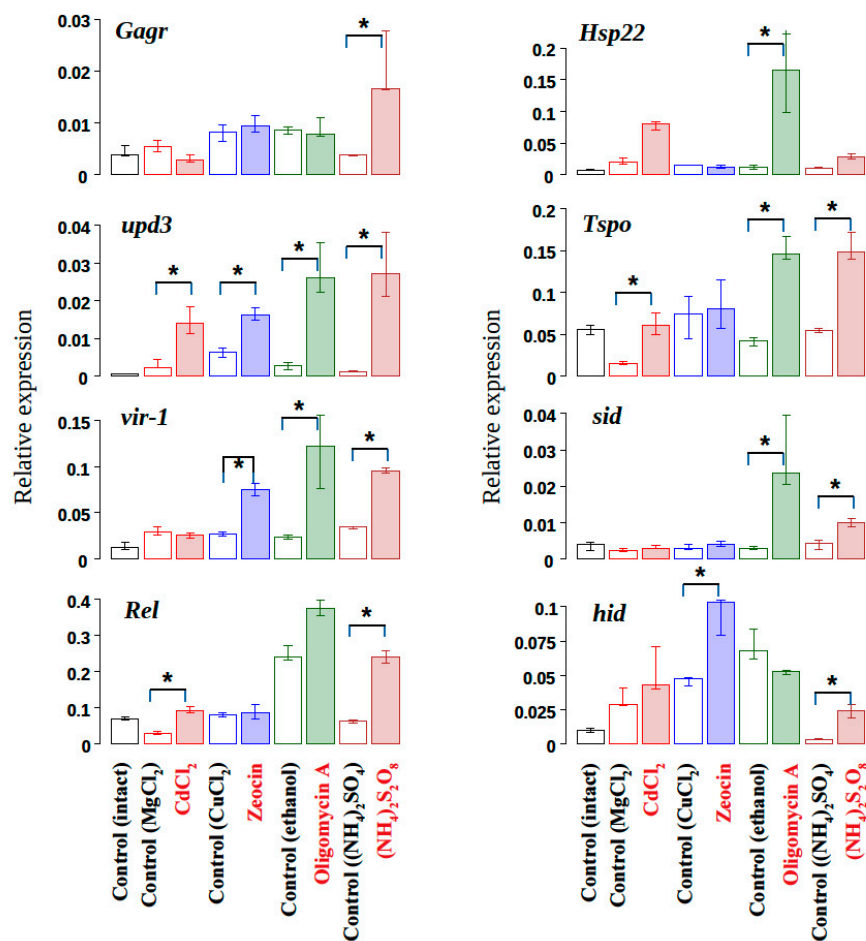 Gagr
0.03
0.02
0.01
0
*
Hsp22
0.2
0.15
0.1
0.05
0
*
upd3
0.04
0.03
0.02
0.01
0
* * * *
Tspo
0.2
0.15
0.1
0.05
0
* * *
vir-1
0.15
0.1
0.05
0
* * *
sid
0.04
0.03
0.02
0.01
0
* *
Rel
0.4
0.3
0.2
0.1
0
* *
hid
0.1
0.075
0.05
0.025
0
* *
Relative expression
Relative expression
Control (intact)
Control (MgCl₂)
CdCl₂
Control (CuCl₂)
Zeocin
Control (ethanol)
Oligomycin A
Control ((NH₄)₂SO₄)
(NH₄)₂S₂O₈
Control (intact)
Control (MgCl₂)
CdCl₂
Control (CuCl₂)
Zeocin
Control (ethanol)
Oligomycin A
Control ((NH₄)₂SO₄)
(NH₄)₂S₂O₈